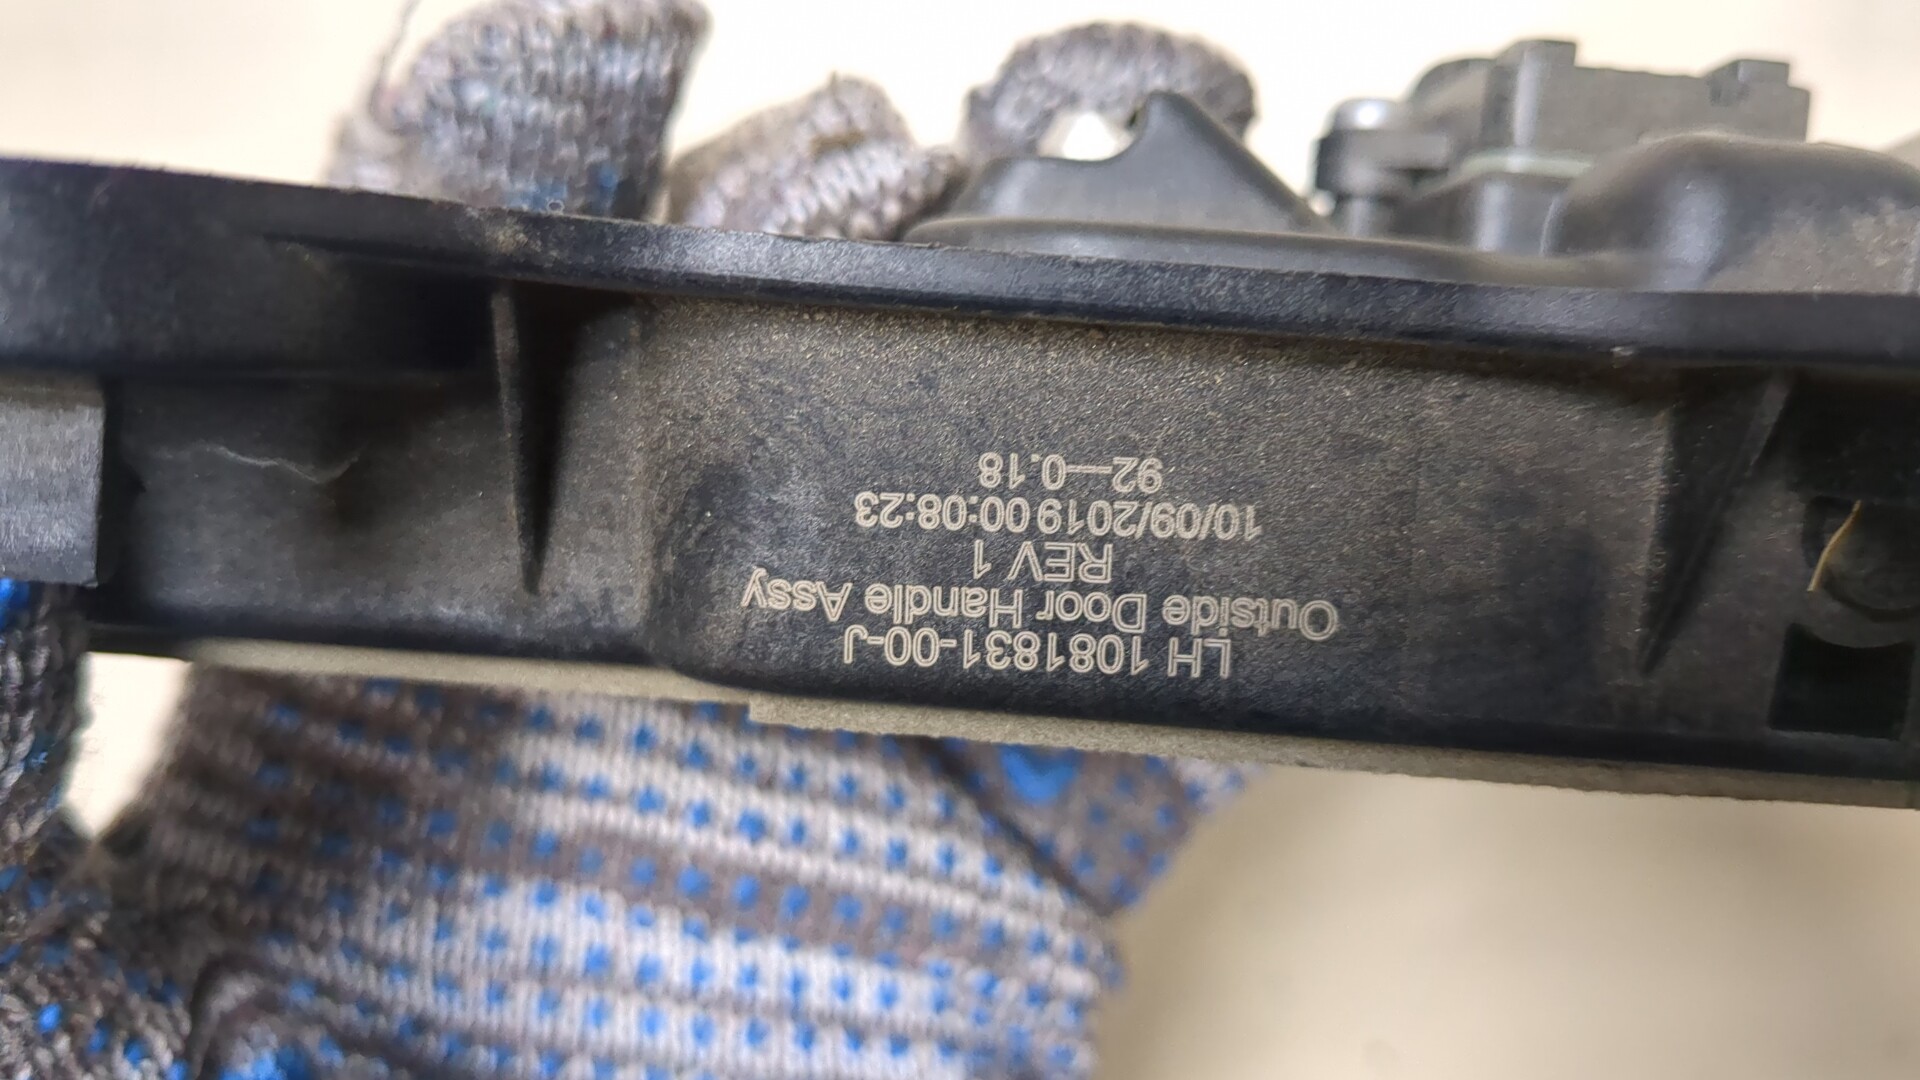 LH 1081831-00-J
Outside Door Handle Assy
REV 1
10/09/2019 00:08:23
92—0.18